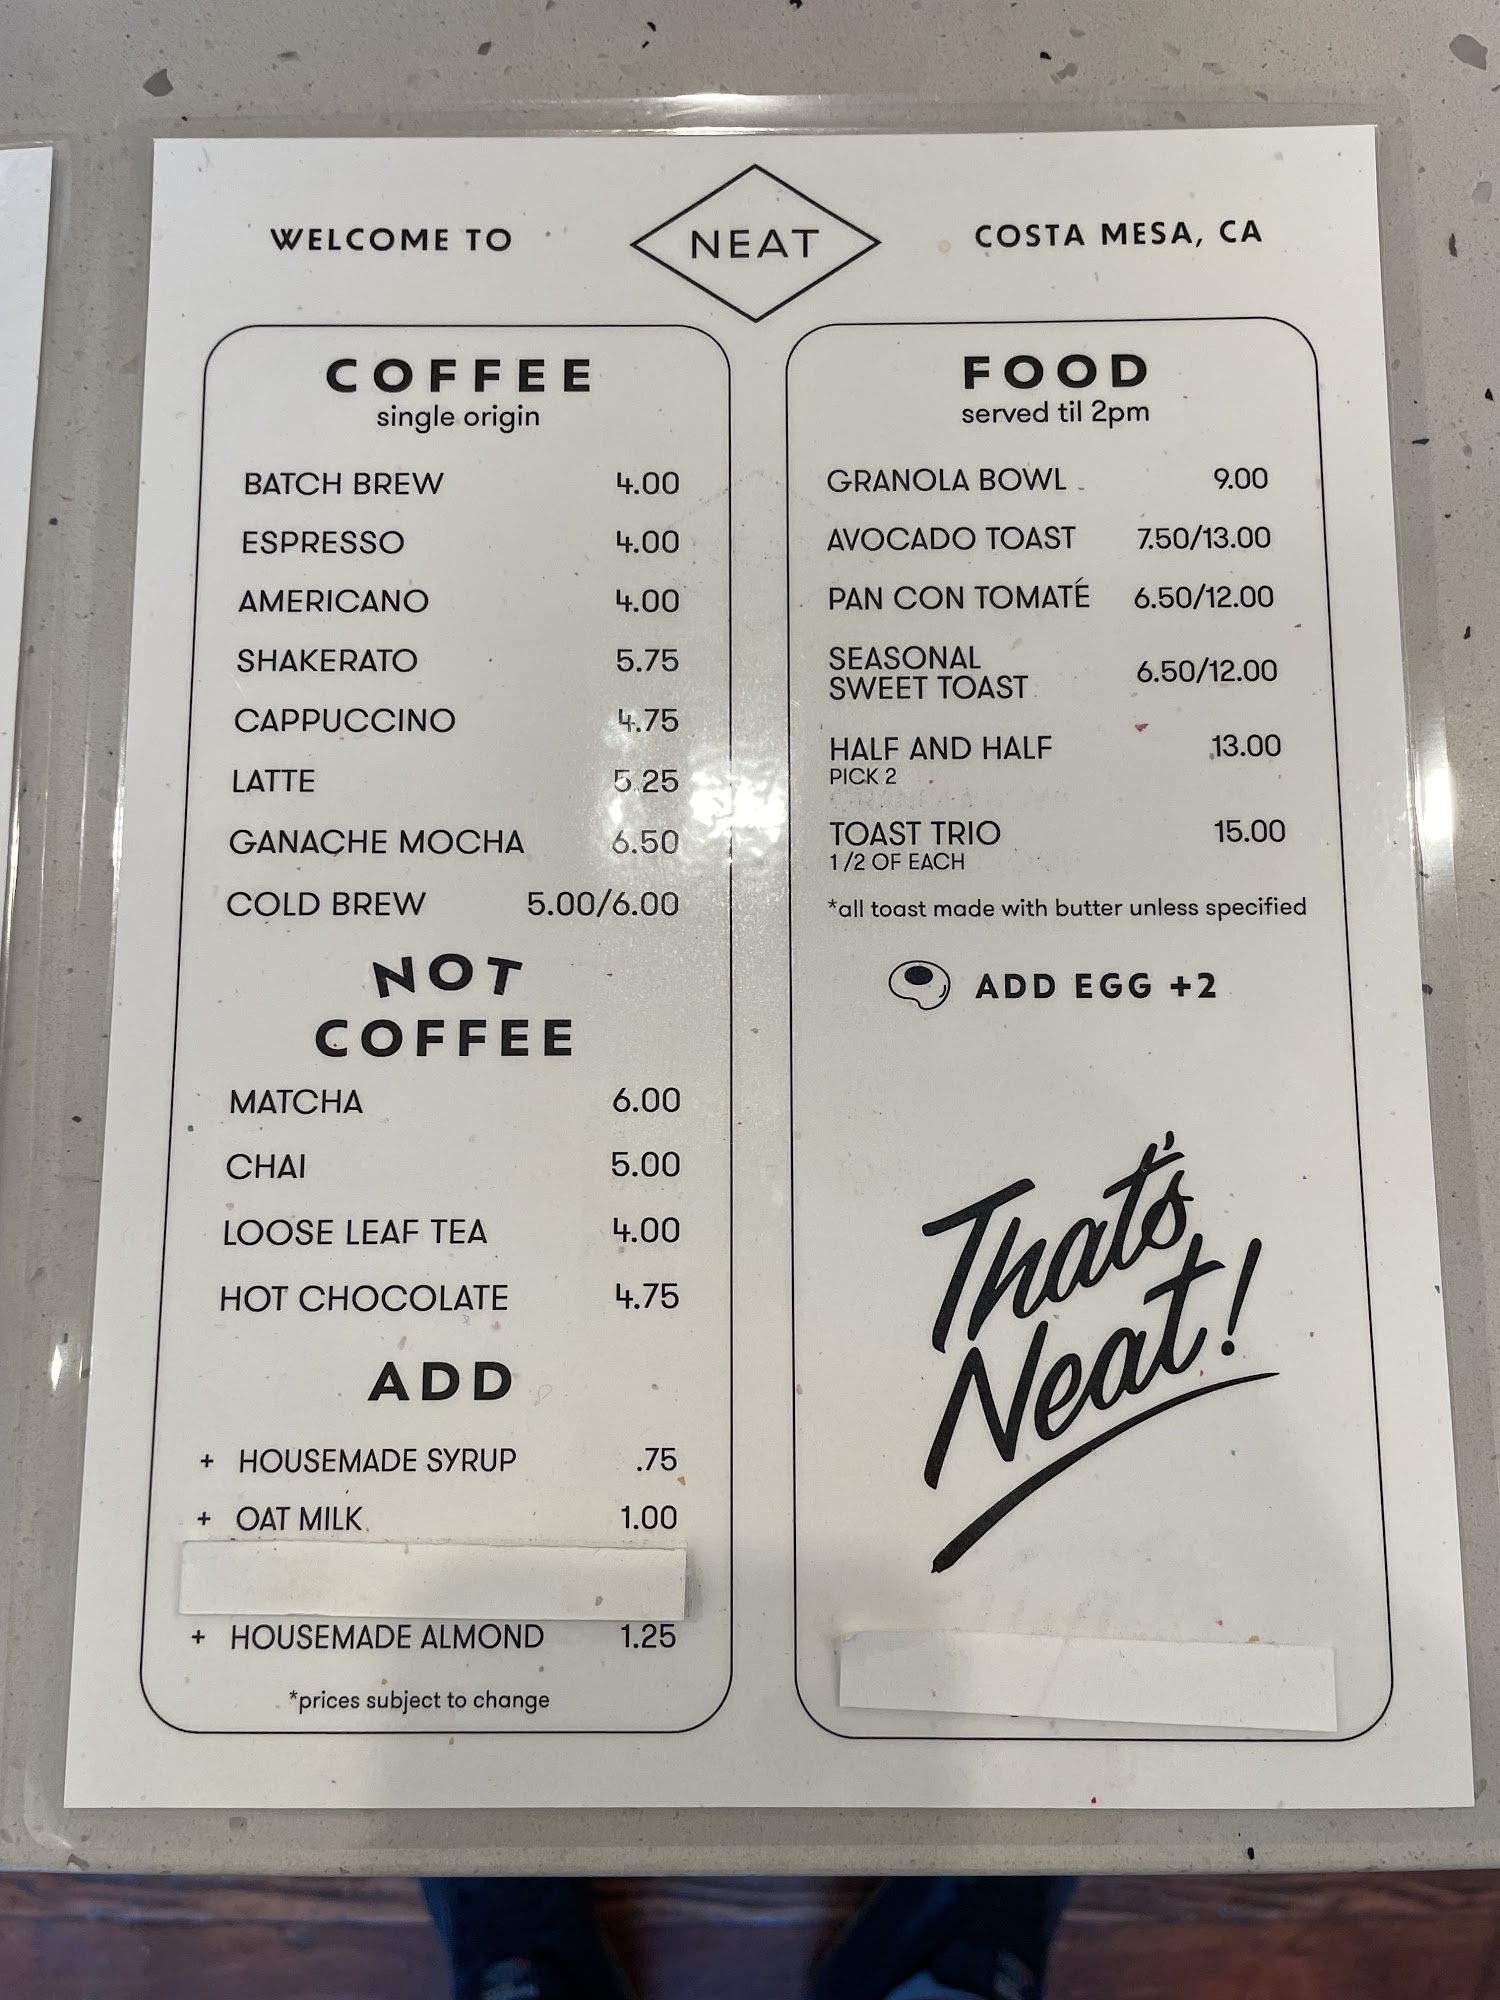 WELCOME TO
NEAT
COSTA MESA, CA
COFFEE
single origin
BATCH BREW 4.00
ESPRESSO 4.00
AMERICANO 4.00
SHAKERATO 5.75
CAPPUCCINO 4.75
LATTE 5.25
GANACHE MOCHA 6.50
COLD BREW 5.00/6.00
NOT
COFFEE
MATCHA 6.00
CHAI 5.00
LOOSE LEAF TEA 4.00
HOT CHOCOLATE 4.75
ADD
+ HOUSEMADE SYRUP .75
+ OAT MILK 1.00
+ HOUSEMADE ALMOND 1.25
*prices subject to change
FOOD
served til 2pm
GRANOLA BOWL 9.00
AVOCADO TOAST 7.50/13.00
PAN CON TOMATÉ 6.50/12.00
SEASONAL
SWEET TOAST 6.50/12.00
HALF AND HALF 13.00
PICK 2
TOAST TRIO 15.00
1/2 OF EACH
*all toast made with butter unless specified
ADD EGG +2
That's
Neat!